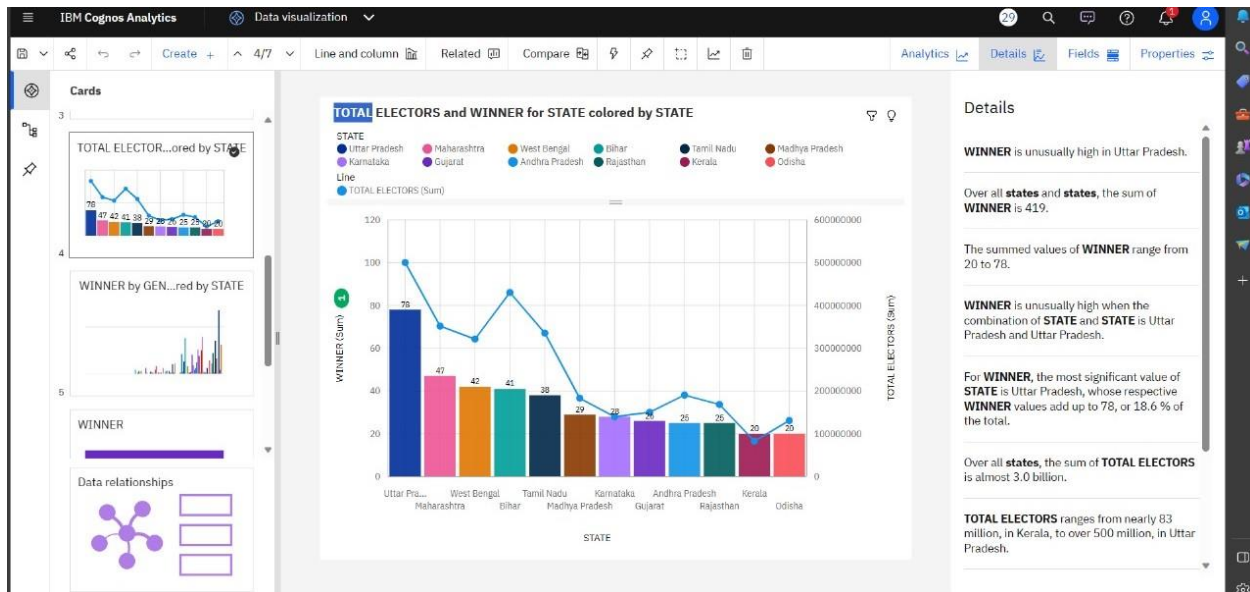 IBM Cognos Analytics
Data visualization
29
1
Create +
4/7
Line and column
Related
Compare
Analytics
Details
Fields
Properties
Cards
3
TOTAL ELECTOR...ored by STATE
78 47 42 41 38 29 28 26 25 25 20 20
4
WINNER by GEN...red by STATE
5
WINNER
Data relationships
TOTAL ELECTORS and WINNER for STATE colored by STATE
STATE
Uttar Pradesh Maharashtra West Bengal Bihar Tamil Nadu Madhya Pradesh
Karnataka Gujarat Andhra Pradesh Rajasthan Kerala Odisha
Line
TOTAL ELECTORS (Sum)
120 600000000
100 500000000
80 400000000
60 300000000
40 200000000
20 100000000
0 0
78 47 42 41 38 29 28 26 25 25 20 20
WINNER (Sum)
1
TOTAL ELECTORS (Sum)
Uttar Pra... West Bengal Tamil Nadu Karnataka Andhra Pradesh Kerala
Maharashtra Bihar Madhya Pradesh Gujarat Rajasthan Odisha
STATE
Details
WINNER is unusually high in Uttar Pradesh.
Over all states and states, the sum of
WINNER is 419.
The summed values of WINNER range from
20 to 78.
WINNER is unusually high when the
combination of STATE and STATE is Uttar
Pradesh and Uttar Pradesh.
For WINNER, the most significant value of
STATE is Uttar Pradesh, whose respective
WINNER values add up to 78, or 18.6 % of
the total.
Over all states, the sum of TOTAL ELECTORS
is almost 3.0 billion.
TOTAL ELECTORS ranges from nearly 83
million, in Kerala, to over 500 million, in Uttar
Pradesh.